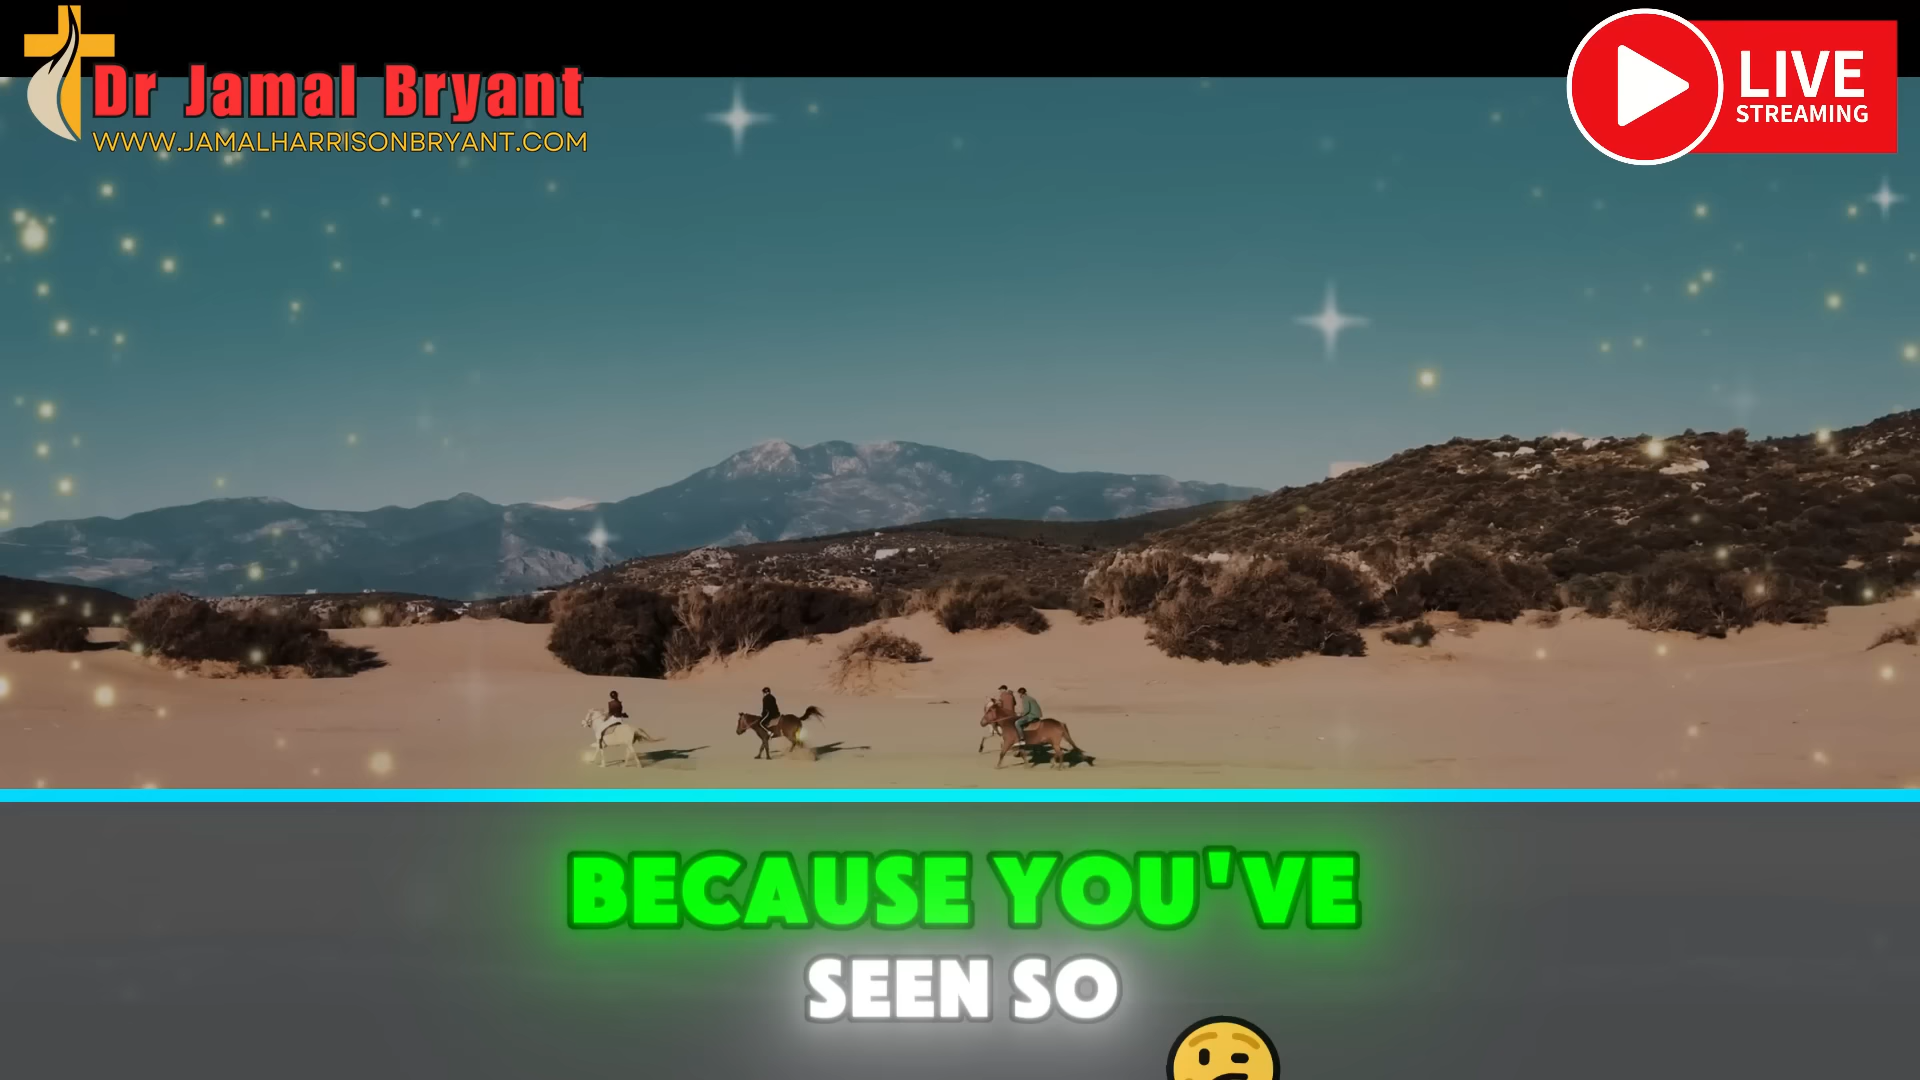 Dr Jamal Bryant
WWW.JAMALHARRISONBRYANT.COM
LIVE
STREAMING
BECAUSE YOU'VE
SEEN SO